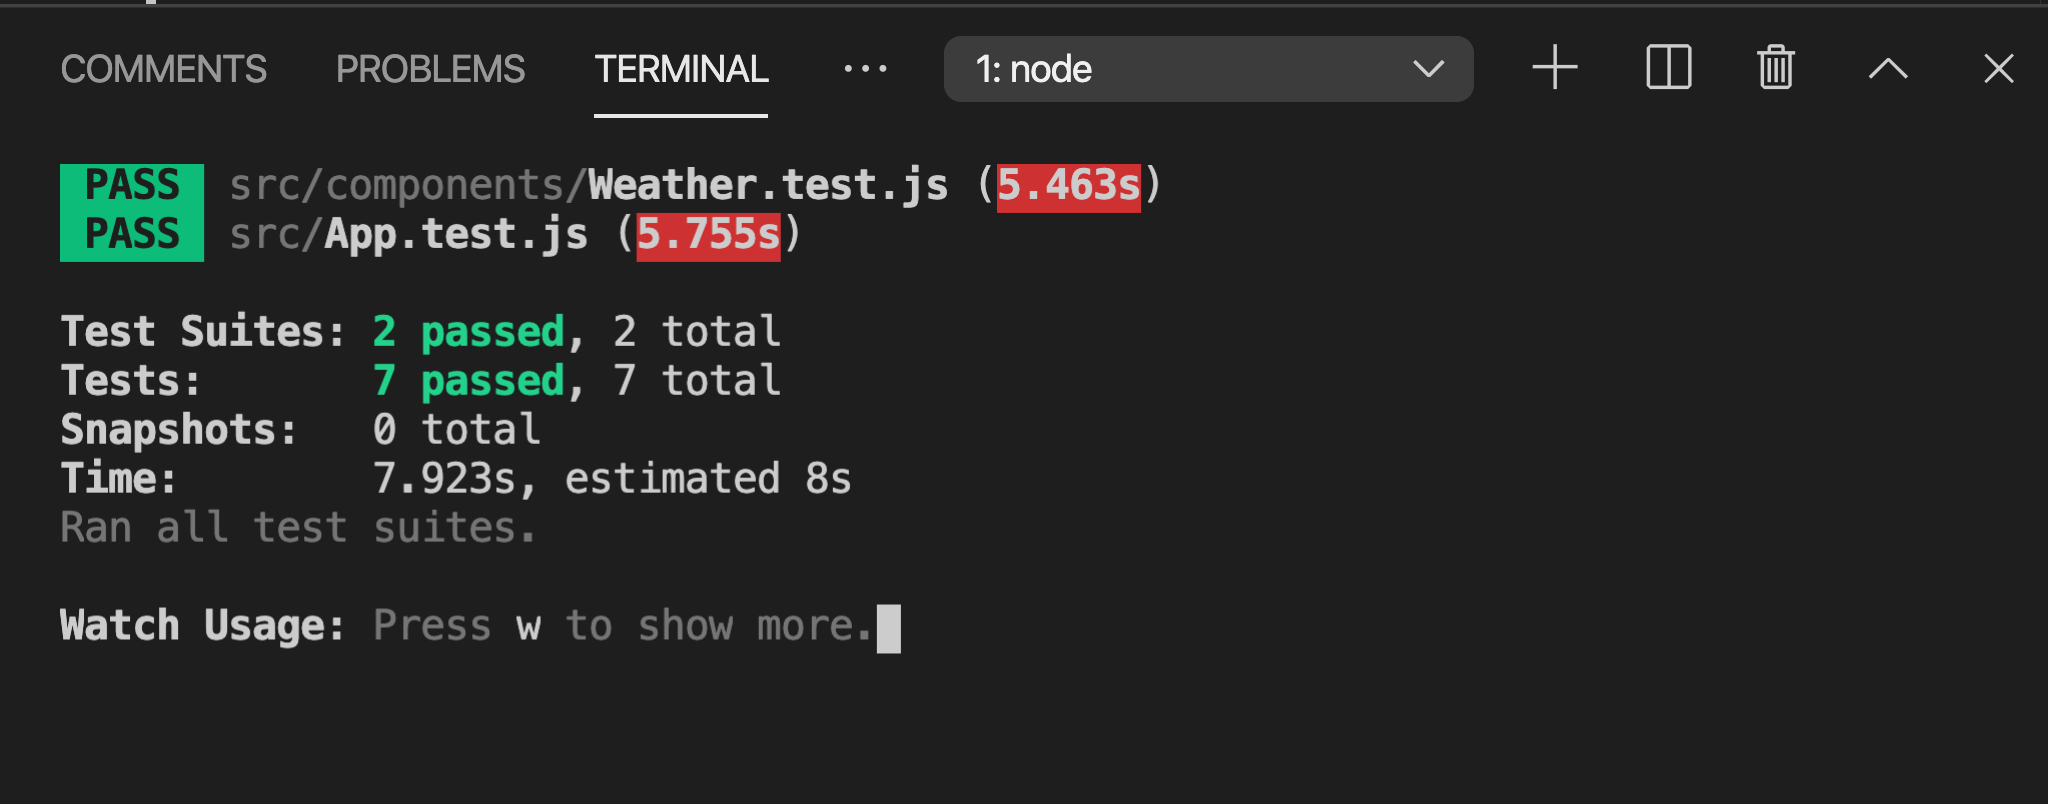 COMMENTS PROBLEMS TERMINAL ... 1: node
PASS src/components/Weather.test.js (5.463s)
PASS src/App.test.js (5.755s)
Test Suites: 2 passed, 2 total
Tests: 7 passed, 7 total
Snapshots: 0 total
Time: 7.923s, estimated 8s
Ran all test suites.
Watch Usage: Press w to show more.